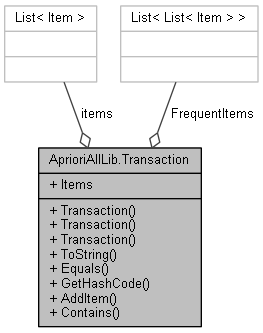 List< Item >
List< List< Item > >
items
FrequentItems
AprioriAllLib.Transaction
+ Items
+ Transaction()
+ Transaction()
+ Transaction()
+ ToString()
+ Equals()
+ GetHashCode()
+ AddItem()
+ Contains()